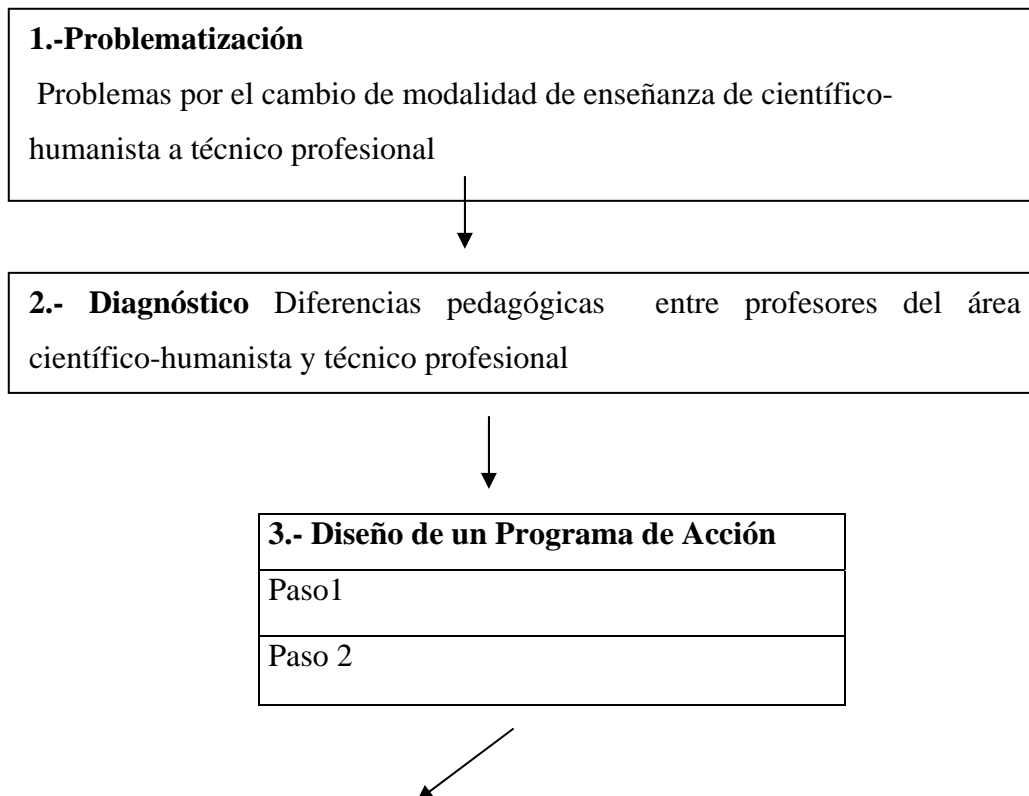 1.-Problematización
Problemas por el cambio de modalidad de enseñanza de científico-
humanista a técnico profesional
2.- Diagnóstico Diferencias pedagógicas entre profesores del área
científico-humanista y técnico profesional
3.- Diseño de un Programa de Acción
Paso1
Paso 2